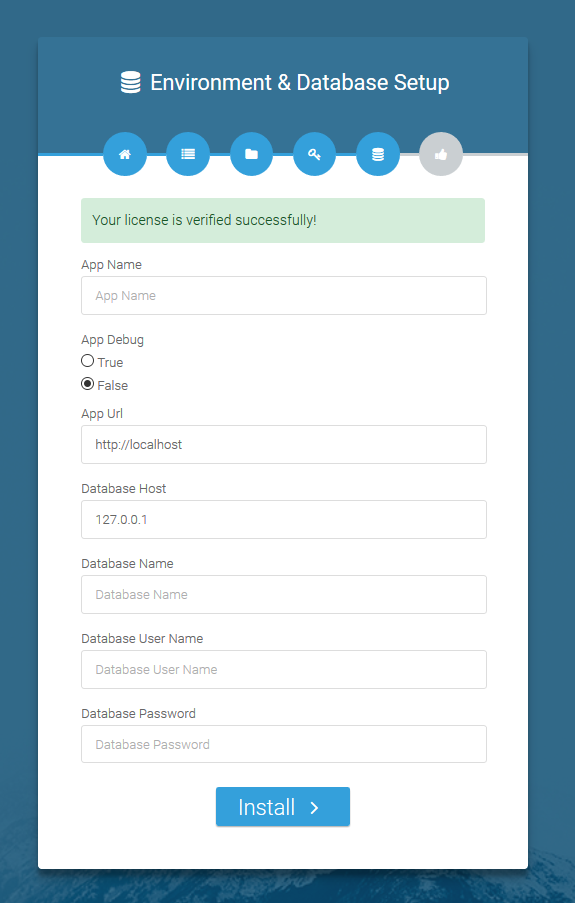 Environment & Database Setup
Your license is verified successfully!
App Name
App Name
App Debug
True
False
App Url
http://localhost
Database Host
127.0.0.1
Database Name
Database Name
Database User Name
Database User Name
Database Password
Database Password
Install